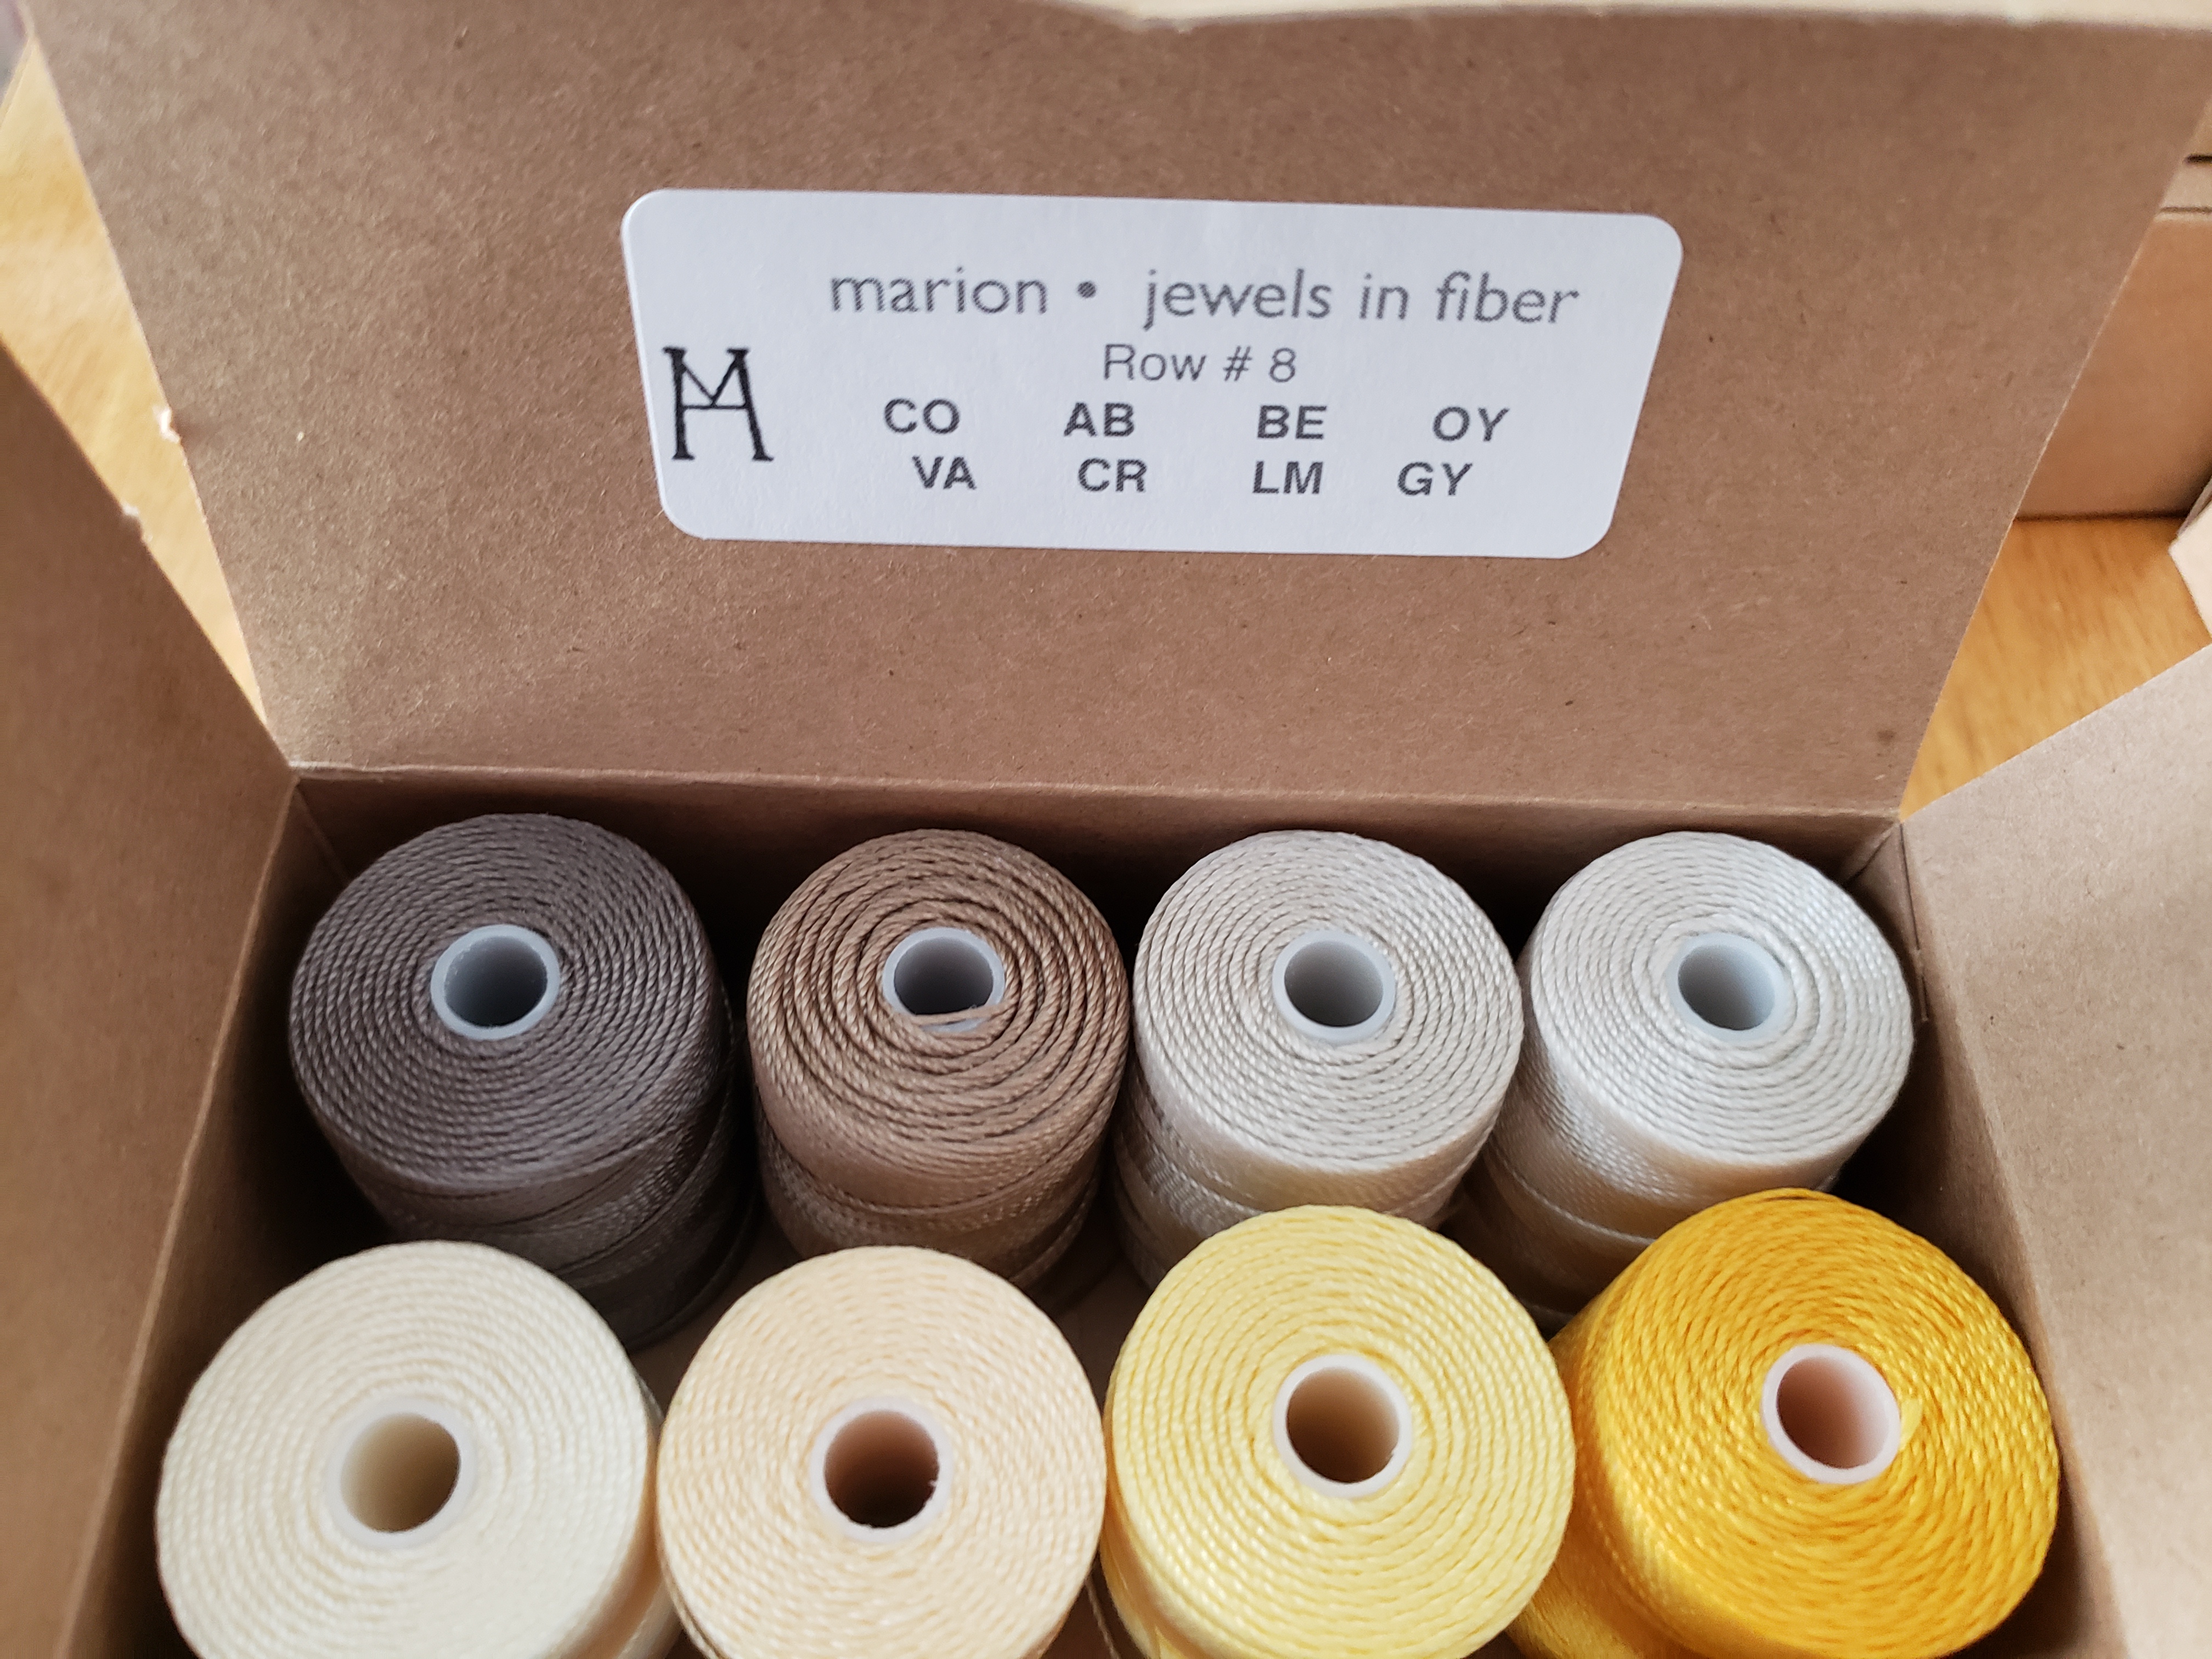 marion • jewels in fiber
Row # 8
CO AB BE OY
VA CR LM GY